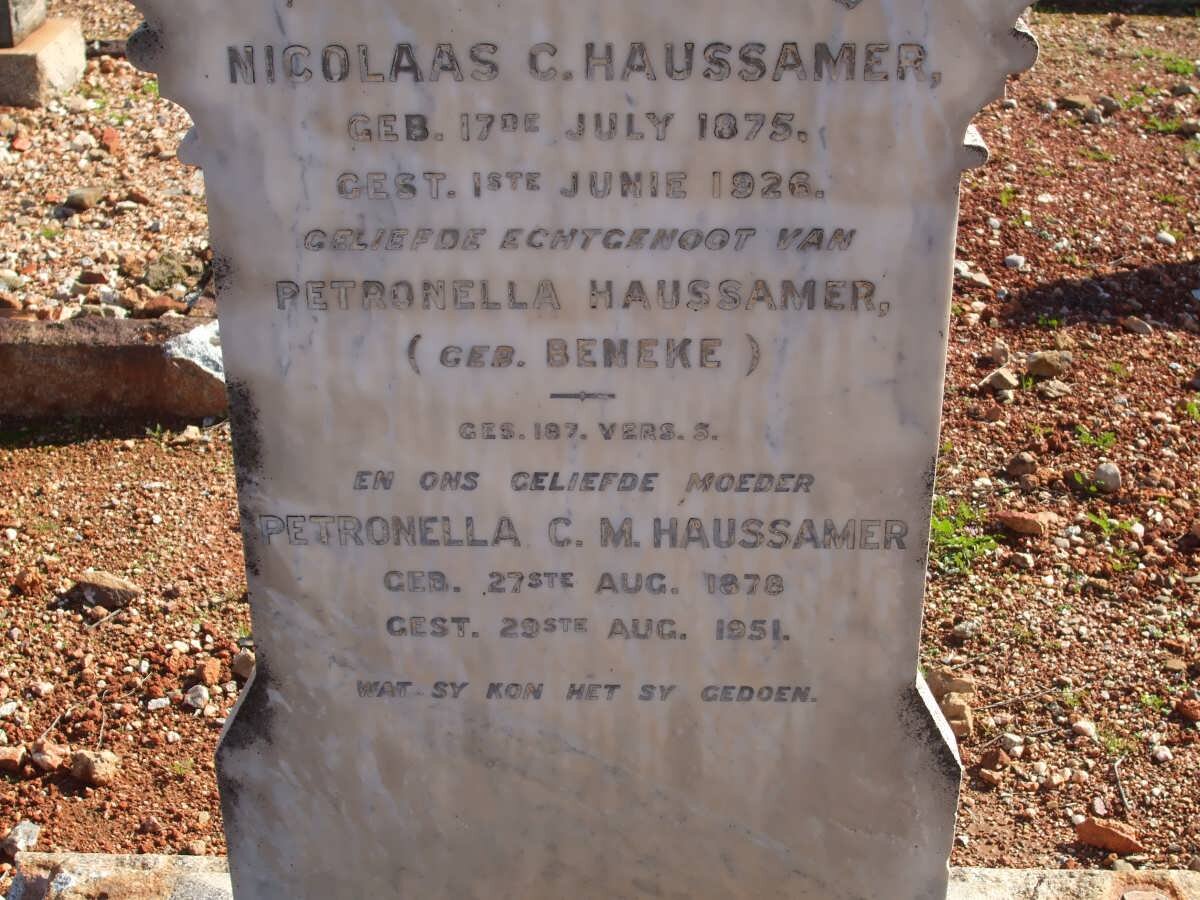 NICOLAAS C. HAUSSAMER,
GEB. 17DE JULY 1875.
GEST. 1STE JUNIE 1926.
GELIEFDE ECHTGENOOT VAN
PETRONELLA HAUSSAMER,
( GEB. BENEKE )
GES. 187. VERS. 5.
EN ONS GELIEFDE MOEDER
PETRONELLA C. M. HAUSSAMER
GEB. 27STE AUG. 1878
GEST. 29STE AUG. 1951.
WAT SY KON HET SY GEDOEN.